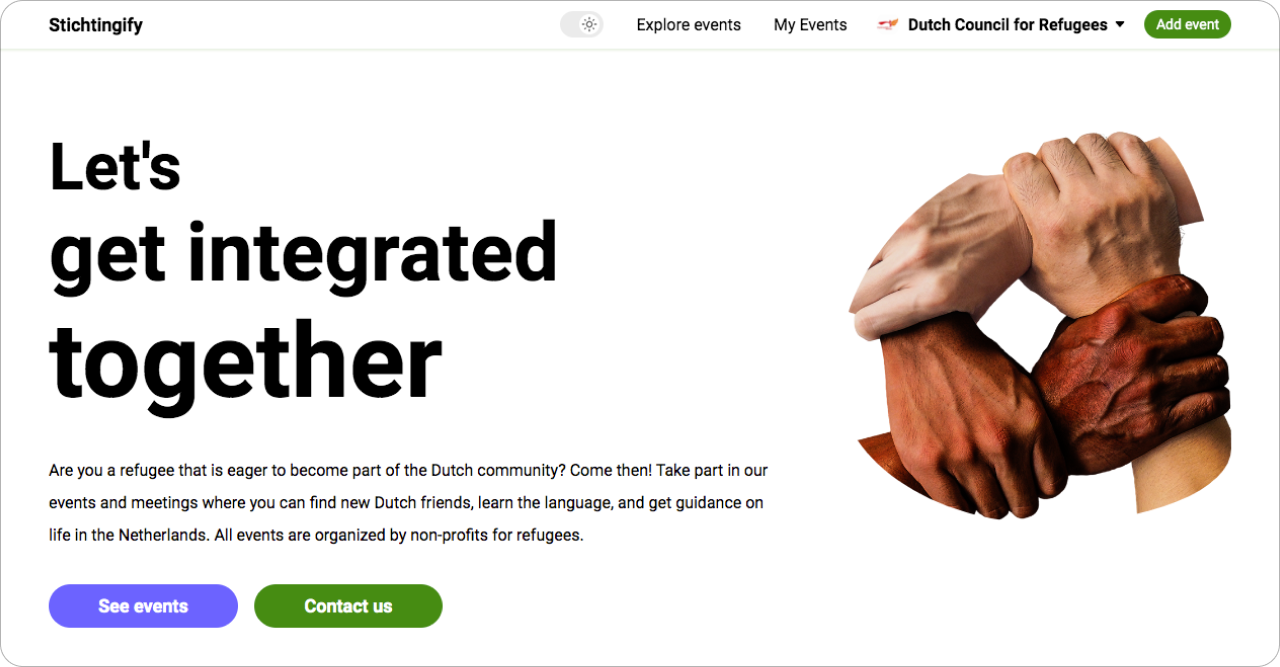 Stichtingify
Explore events
My Events
Dutch Council for Refugees
Add event
Let's
get integrated
together
Are you a refugee that is eager to become part of the Dutch community? Come then! Take part in our
events and meetings where you can find new Dutch friends, learn the language, and get guidance on
life in the Netherlands. All events are organized by non-profits for refugees.
See events
Contact us